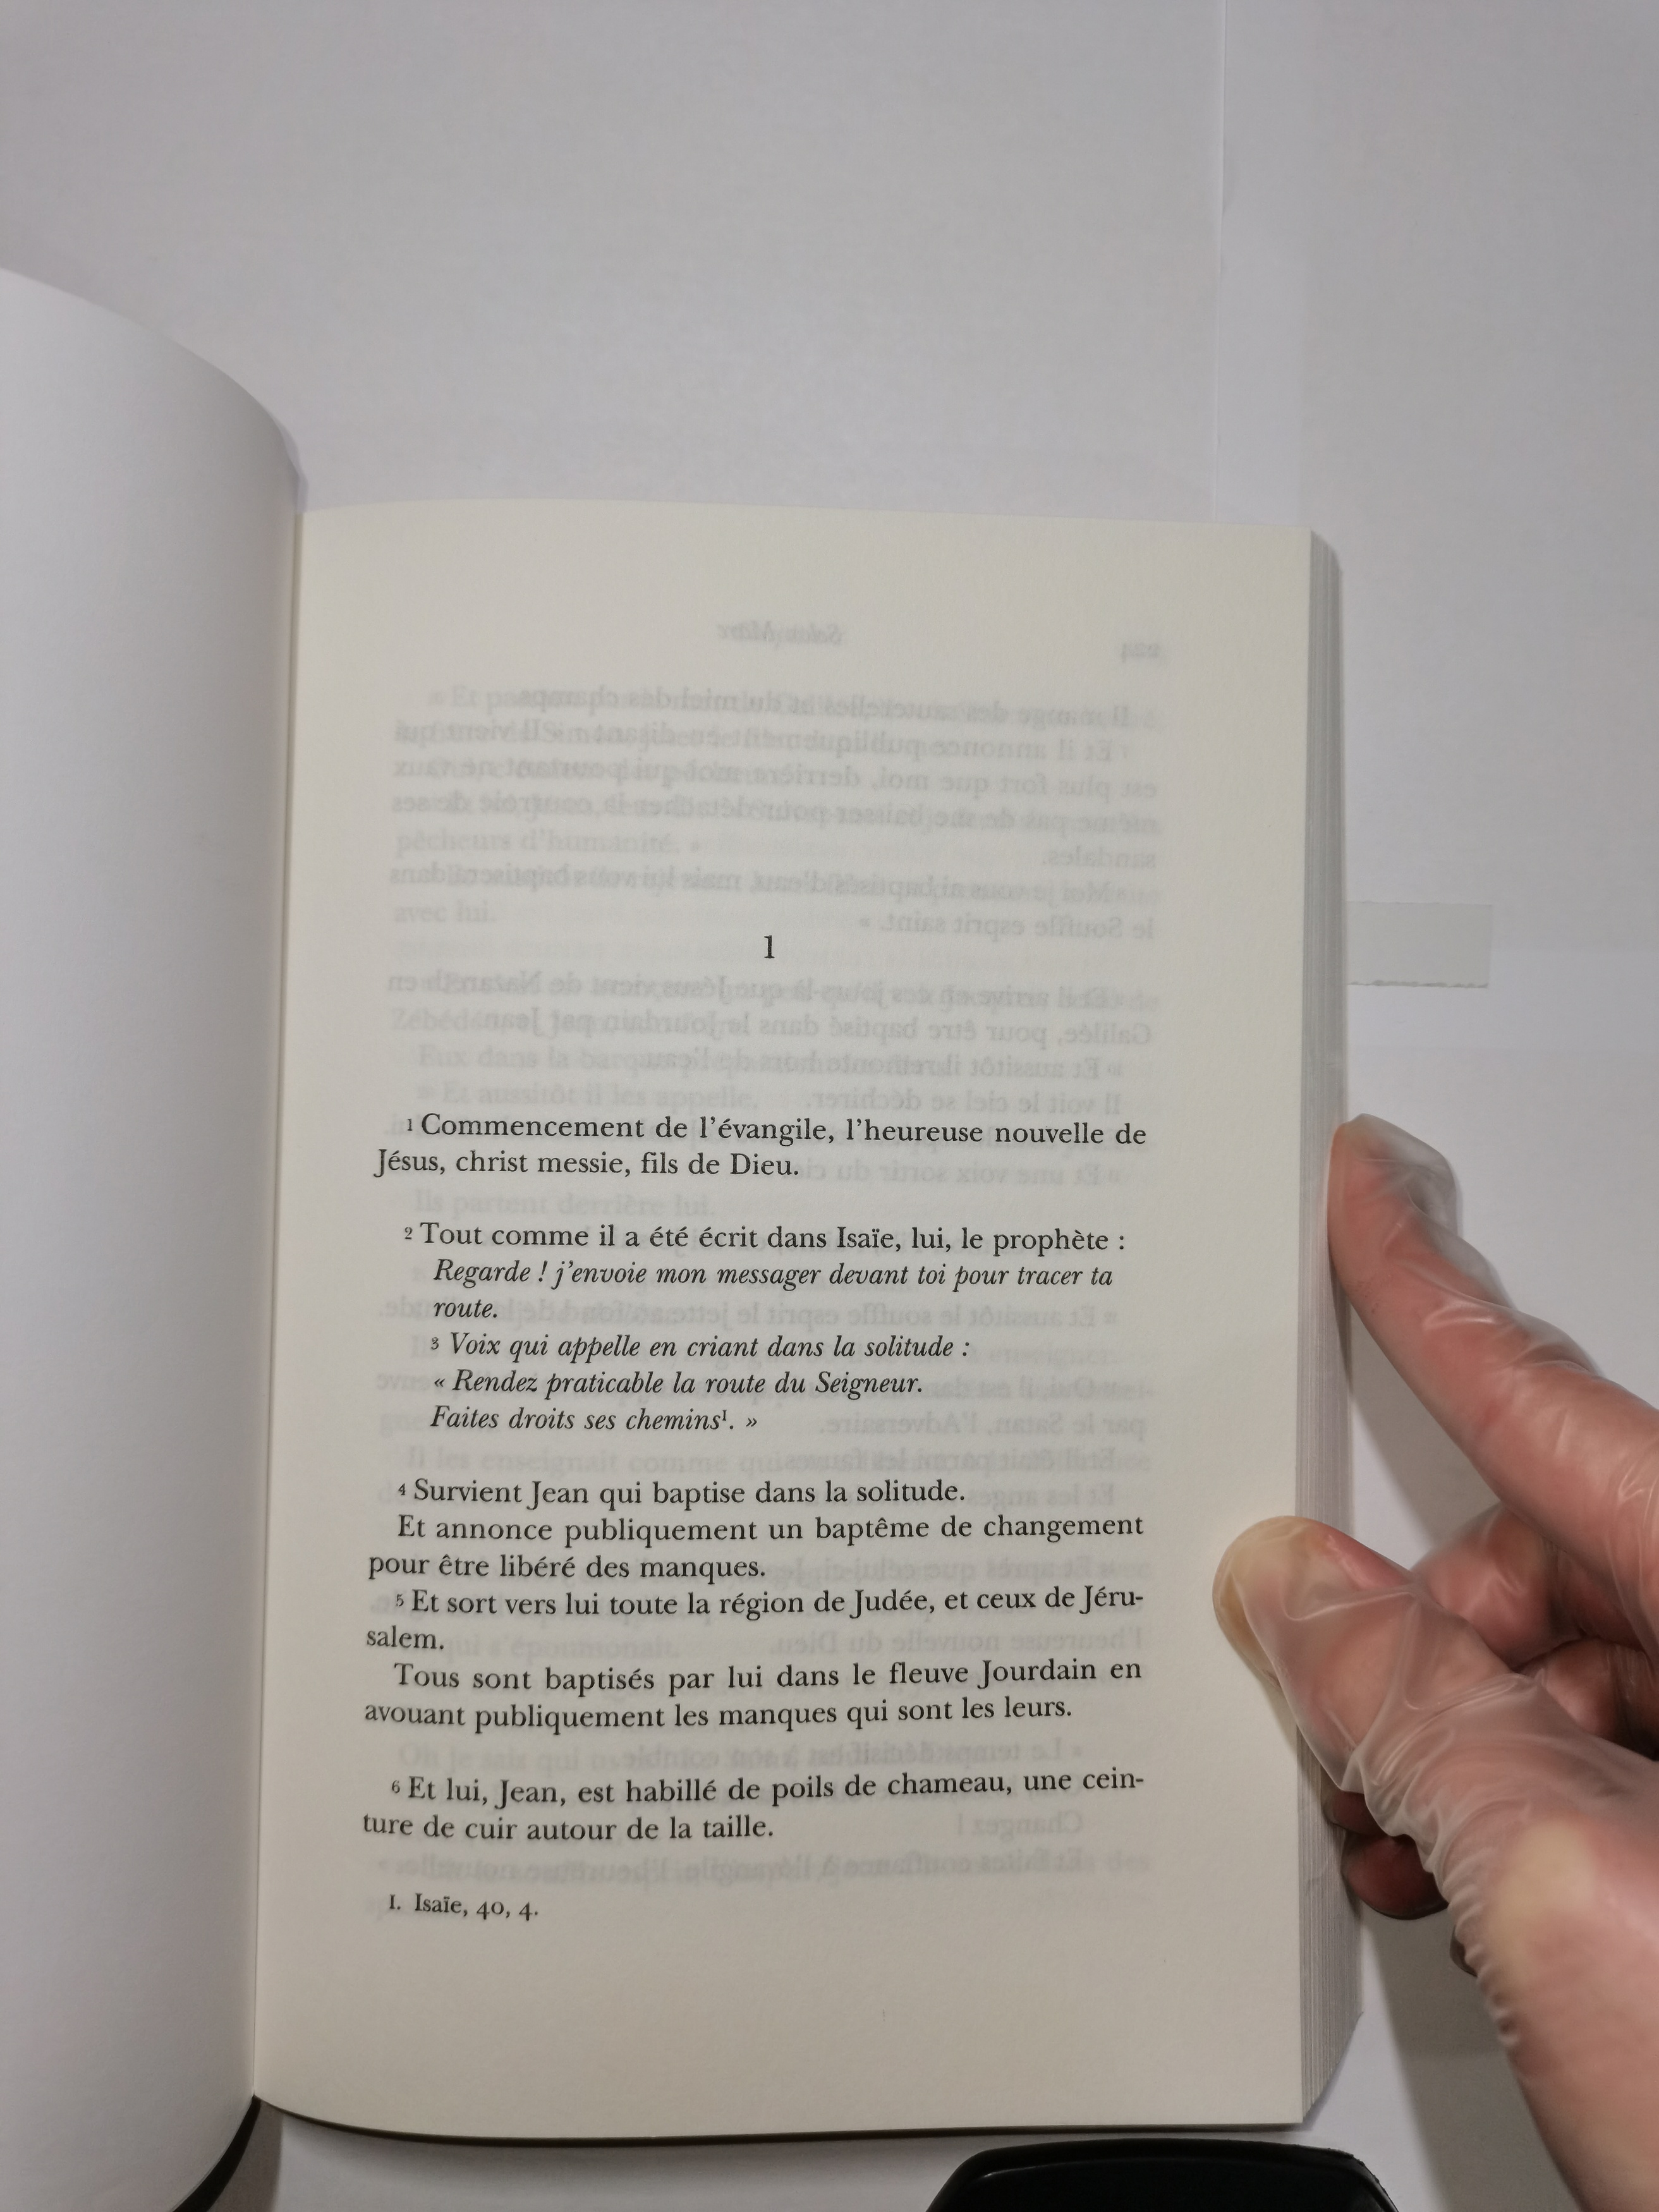 1
1 Commencement de l'évangile, l'heureuse nouvelle de
Jésus, christ messie, fils de Dieu.
2 Tout comme il a été écrit dans Isaïe, lui, le prophète :
Regarde ! j'envoie mon messager devant toi pour tracer ta
route.
3 Voix qui appelle en criant dans la solitude :
« Rendez praticable la route du Seigneur.
Faites droits ses chemins¹. »
4 Survient Jean qui baptise dans la solitude.
Et annonce publiquement un baptême de changement
pour être libéré des manques.
5 Et sort vers lui toute la région de Judée, et ceux de Jéru-
salem.
Tous sont baptisés par lui dans le fleuve Jourdain en
avouant publiquement les manques qui sont les leurs.
6 Et lui, Jean, est habillé de poils de chameau, une cein-
ture de cuir autour de la taille.
1. Isaïe, 40, 4.